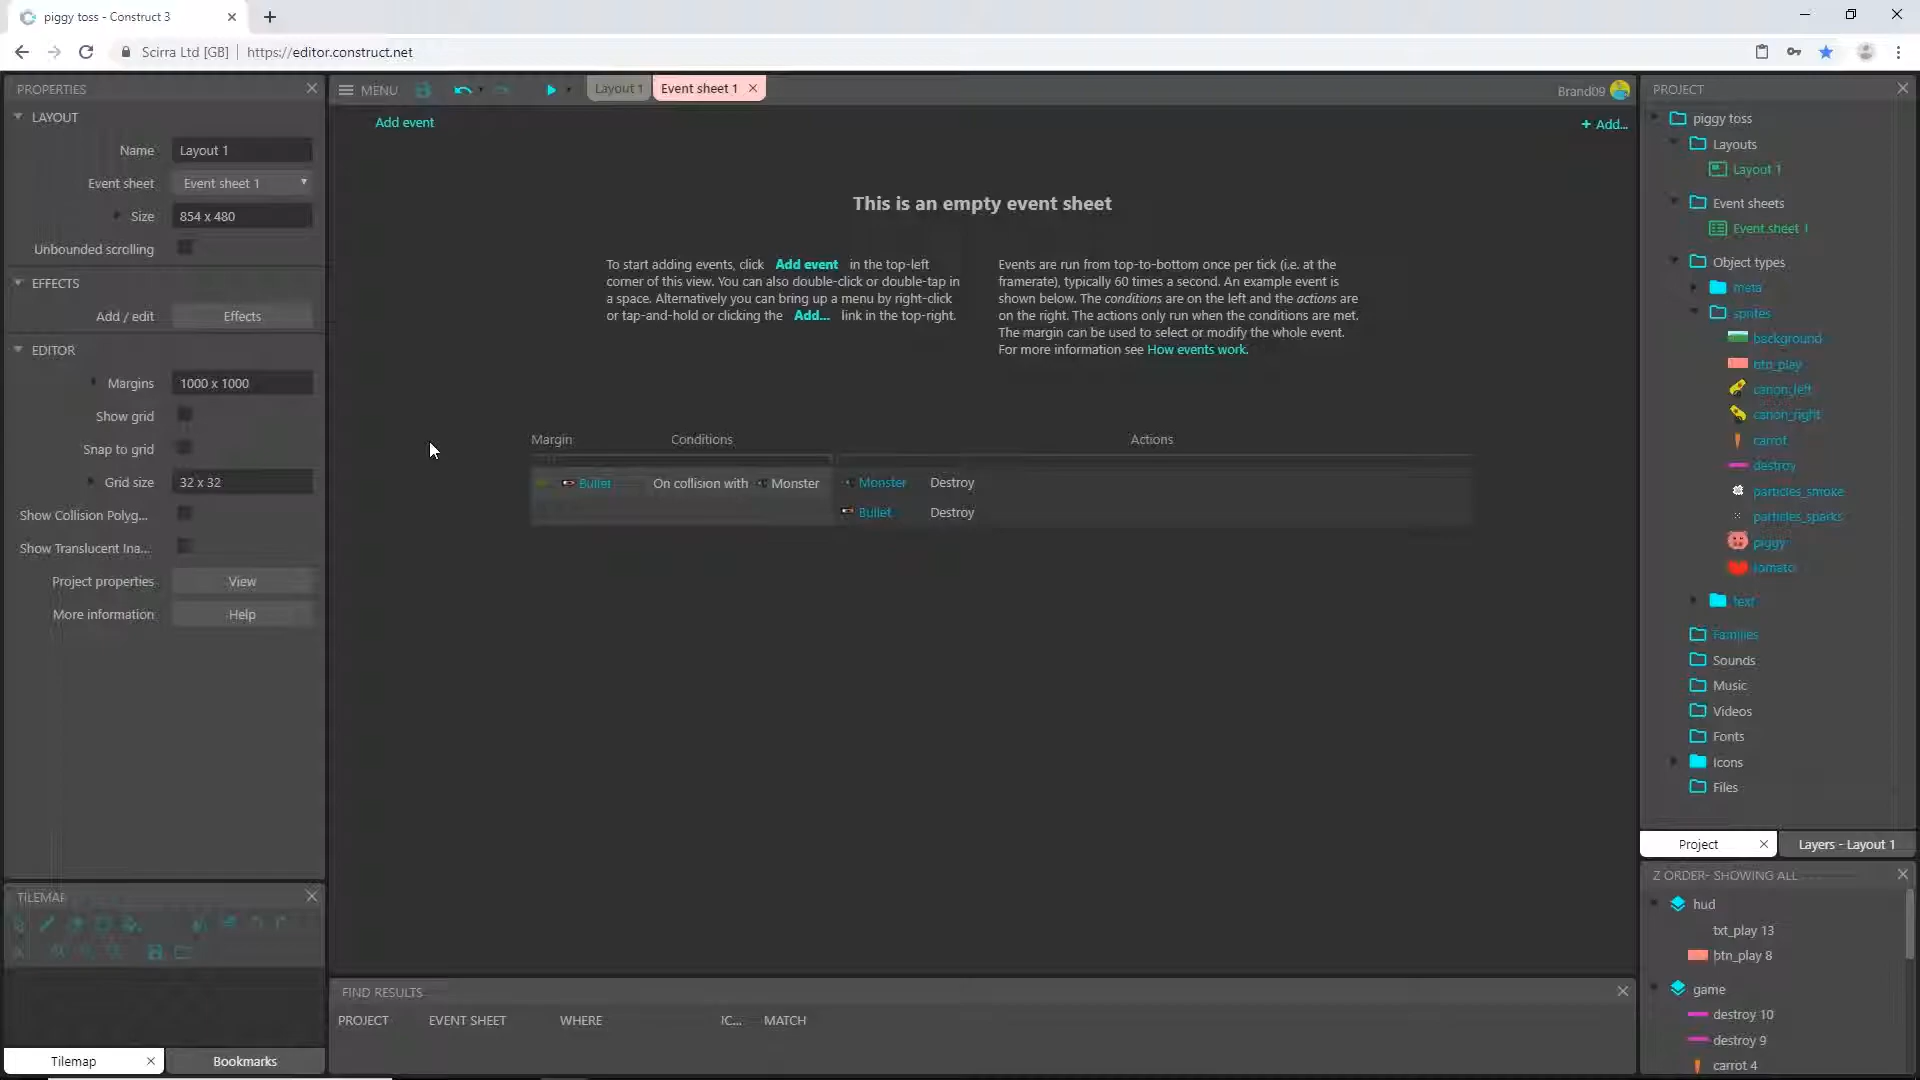 piggy toss - Construct 3
Scirra Ltd [GB]
https://editor.construct.net
PROPERTIES
LAYOUT
Name
Layout 1
Event sheet
Event sheet 1
Size
854 x 480
Unbounded scrolling
EFFECTS
Add / edit
Effects
EDITOR
Margins
1000 x 1000
Show grid
Snap to grid
Grid size
32 x 32
Show Collision Polyg...
Show Translucent Ina...
Project properties
View
More information
Help
TILEMAP
Tilemap
Bookmarks
MENU
Layout 1
Event sheet 1
Brand09
Add event
+ Add...
This is an empty event sheet
To start adding events, click Add event in the top-left
corner of this view. You can also double-click or double-tap in
a space. Alternatively you can bring up a menu by right-click
or tap-and-hold or clicking the Add... link in the top-right.
Events are run from top-to-bottom once per tick (i.e. at the
framerate), typically 60 times a second. An example event is
shown below. The conditions are on the left and the actions are
on the right. The actions only run when the conditions are met.
The margin can be used to select or modify the whole event.
For more information see How events work.
Margin
Conditions
Actions
Bullet
On collision with Monster
Monster
Destroy
Bullet
Destroy
FIND RESULTS
PROJECT
EVENT SHEET
WHERE
IC...
MATCH
PROJECT
piggy toss
Layouts
Layout 1
Event sheets
Event sheet 1
Object types
meta
sprites
background
btn_play
canon_left
canon_right
carrot
destroy
particles_smoke
particles_sparks
piggy
tomato
text
Families
Sounds
Music
Videos
Fonts
Icons
Files
Project
Layers - Layout 1
Z ORDER- SHOWING ALL
hud
txt_play 13
btn_play 8
game
destroy 10
destroy 9
carrot 4